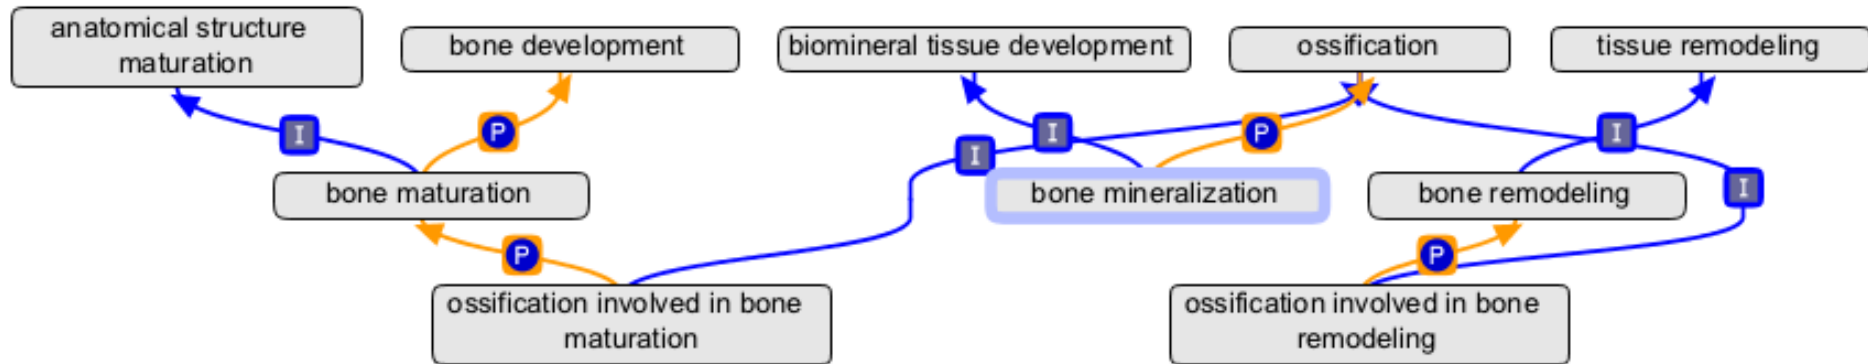 anatomical structure
maturation
bone development
biomineral tissue development
ossification
tissue remodeling
I
P
I
I
P
I
I
bone maturation
bone mineralization
bone remodeling
P
P
ossification involved in bone
maturation
ossification involved in bone
remodeling